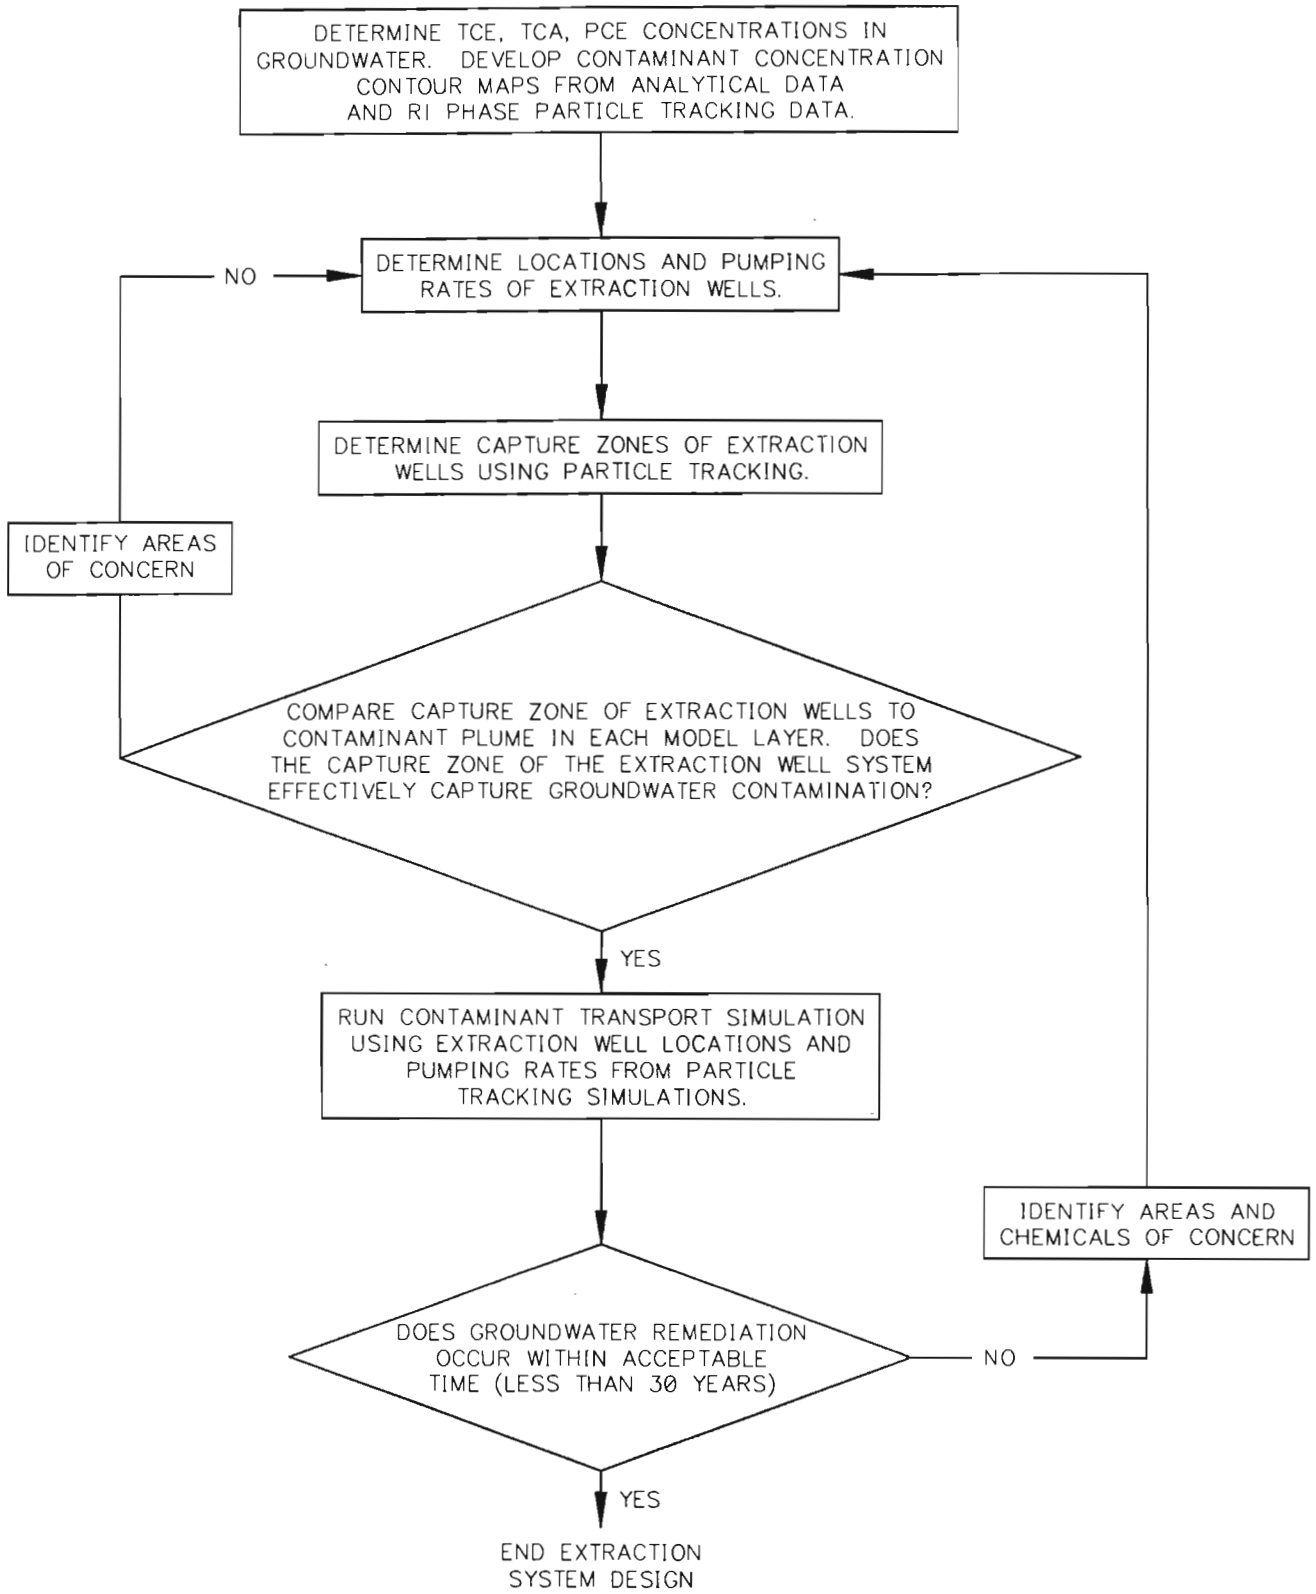 DETERMINE TCE, TCA, PCE CONCENTRATIONS IN
GROUNDWATER. DEVELOP CONTAMINANT CONCENTRATION
CONTOUR MAPS FROM ANALYTICAL DATA
AND RI PHASE PARTICLE TRACKING DATA.
NO
DETERMINE LOCATIONS AND PUMPING
RATES OF EXTRACTION WELLS.
DETERMINE CAPTURE ZONES OF EXTRACTION
WELLS USING PARTICLE TRACKING.
IDENTIFY AREAS
OF CONCERN
COMPARE CAPTURE ZONE OF EXTRACTION WELLS TO
CONTAMINANT PLUME IN EACH MODEL LAYER. DOES
THE CAPTURE ZONE OF THE EXTRACTION WELL SYSTEM
EFFECTIVELY CAPTURE GROUNDWATER CONTAMINATION?
YES
RUN CONTAMINANT TRANSPORT SIMULATION
USING EXTRACTION WELL LOCATIONS AND
PUMPING RATES FROM PARTICLE
TRACKING SIMULATIONS.
IDENTIFY AREAS AND
CHEMICALS OF CONCERN
DOES GROUNDWATER REMEDIATION
OCCUR WITHIN ACCEPTABLE
TIME (LESS THAN 30 YEARS)
NO
YES
END EXTRACTION
SYSTEM DESIGN